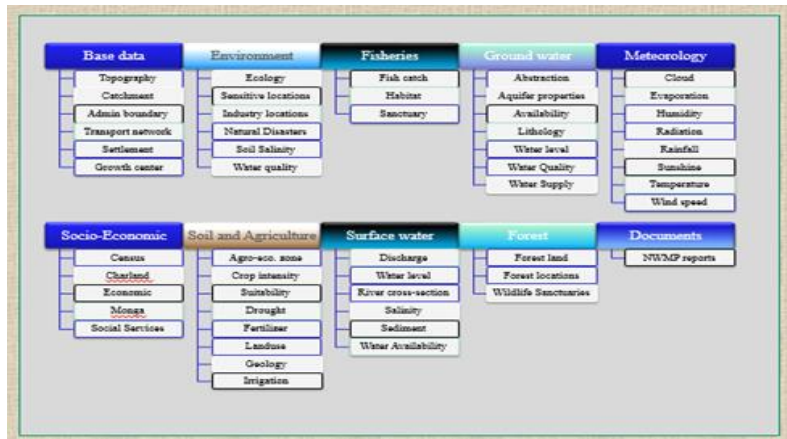 Base data
Topography
Catchment
Admin boundary
Transport network
Settlement
Growth center
Environment
Ecology
Sensitive locations
Industry locations
Natural Disasters
Soil Salinity
Water quality
Fisheries
Fish catch
Habitat
Sanctuary
Ground water
Abstraction
Aquifer properties
Availability
Lithology
Water level
Water Quality
Water Supply
Meteorology
Cloud
Evaporation
Humidity
Radiation
Rainfall
Sunshine
Temperature
Wind speed
Socio-Economic
Census
Charland
Economic
Monga
Social Services
Soil and Agriculture
Agro-eco. zone
Crop intensity
Suitability
Drought
Fertilizer
Landuse
Geology
Irrigation
Surface water
Discharge
Water level
River cross-section
Salinity
Sediment
Water Availability
Forest
Forest land
Forest locations
Wildlife Sanctuaries
Documents
NWMP reports